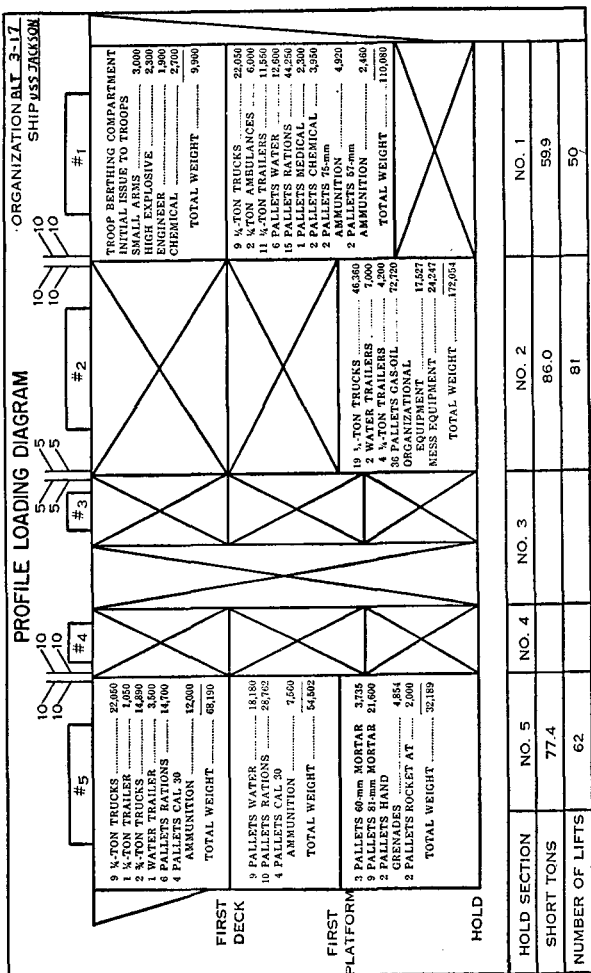 PROFILE LOADING DIAGRAM
ORGANIZATION BLT 3-17
SHIP USS JACKSON
10 10
10 10
5 5
5 5
10 10
10 10
#5
#4
#3
#2
#1
9 ¼-TON TRUCKS 22,050
1 ¼-TON TRAILER 1,050
2 ¾-TON TRUCKS 14,890
1 WATER TRAILER 3,500
6 PALLETS RATIONS 14,700
4 PALLETS CAL 30
AMMUNITION 12,000
TOTAL WEIGHT 68,190
TROOP BERTHING COMPARTMENT
INITIAL ISSUE TO TROOPS
SMALL ARMS 3,000
HIGH EXPLOSIVE 2,300
ENGINEER 1,900
CHEMICAL 2,700
TOTAL WEIGHT 9,900
FIRST
DECK
9 PALLETS WATER 18,180
10 PALLETS RATIONS 28,762
4 PALLETS CAL 30
AMMUNITION 7,560
TOTAL WEIGHT 54,502
9 ¼-TON TRUCKS 22,050
2 ¾-TON AMBULANCES 6,000
11 ¼-TON TRAILERS 11,550
6 PALLETS WATER 12,600
15 PALLETS RATIONS 44,250
1 PALLETS MEDICAL 2,300
2 PALLETS CHEMICAL 3,950
2 PALLETS 75-mm
AMMUNITION 4,920
2 PALLETS 57-mm
AMMUNITION 2,460
TOTAL WEIGHT 110,080
FIRST
PLATFORM
3 PALLETS 60-mm MORTAR 3,735
9 PALLETS 81-mm MORTAR 21,600
2 PALLETS HAND
GRENADES 4,854
2 PALLETS ROCKET AT 2,000
TOTAL WEIGHT 32,189
19 ¼-TON TRUCKS 46,360
2 WATER TRAILERS 7,000
4 ¼-TON TRAILERS 4,200
36 PALLETS GAS-OIL 72,720
ORGANIZATIONAL
EQUIPMENT 17,527
MESS EQUIPMENT 24,247
TOTAL WEIGHT 172,054
HOLD
HOLD SECTION NO. 5 NO. 4 NO. 3 NO. 2 NO. 1
SHORT TONS 77.4 86.0 59.9
NUMBER OF LIFTS 62 81 50